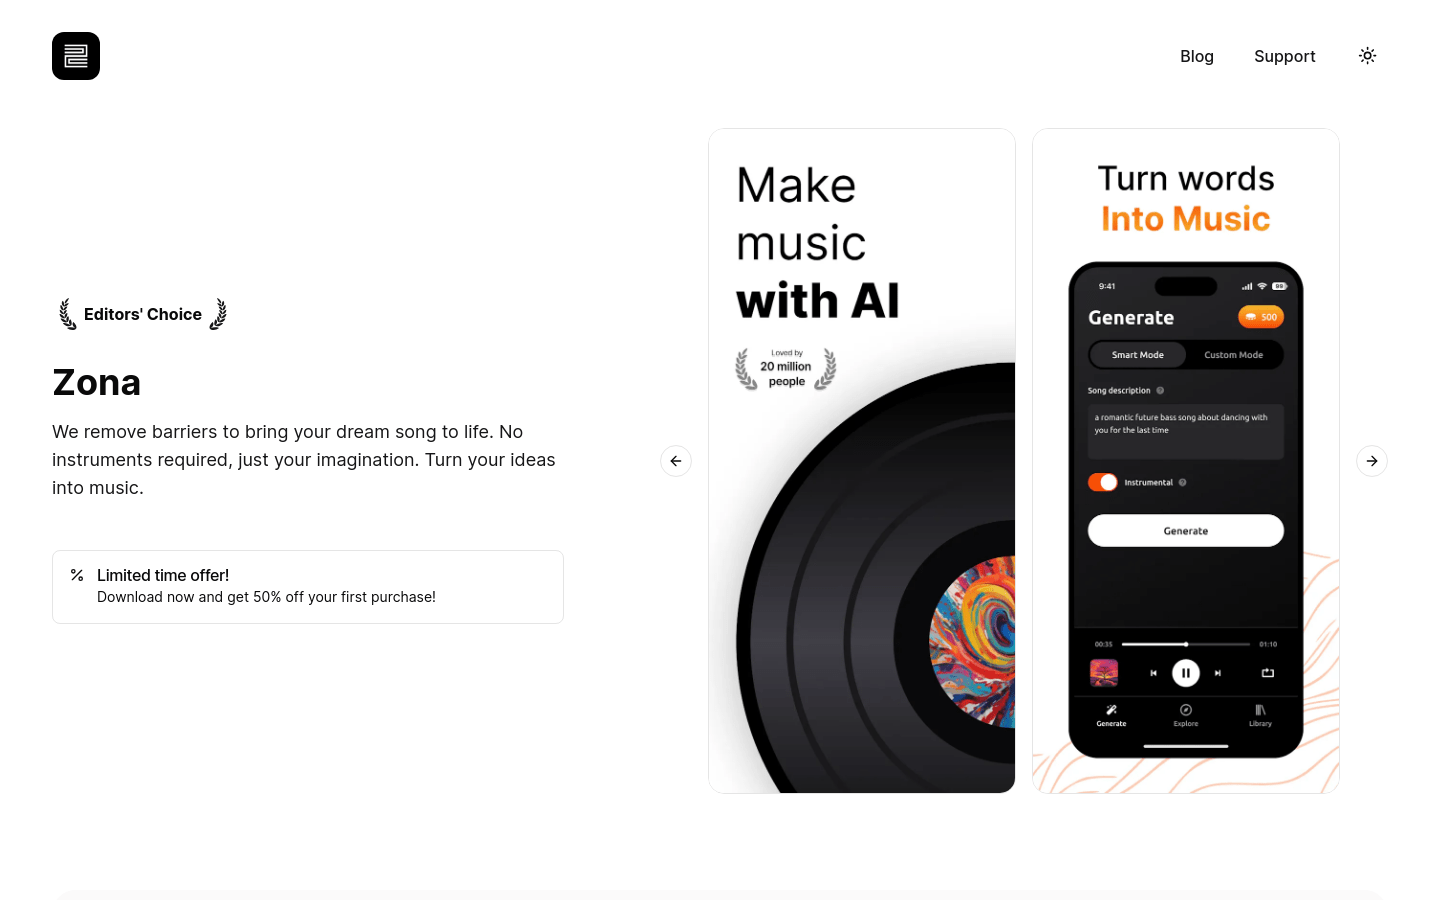 Blog
Support
Editors' Choice
Zona
We remove barriers to bring your dream song to life. No
instruments required, just your imagination. Turn your ideas
into music.
% Limited time offer!
Download now and get 50% off your first purchase!
Make
music
with AI
Loved by
20 million
people
Turn words
Into Music
9:41
99
Generate
500
Smart Mode
Custom Mode
Song description
a romantic future bass song about dancing with
you for the last time
Instrumental
Generate
00:35
01:10
Generate
Explore
Library